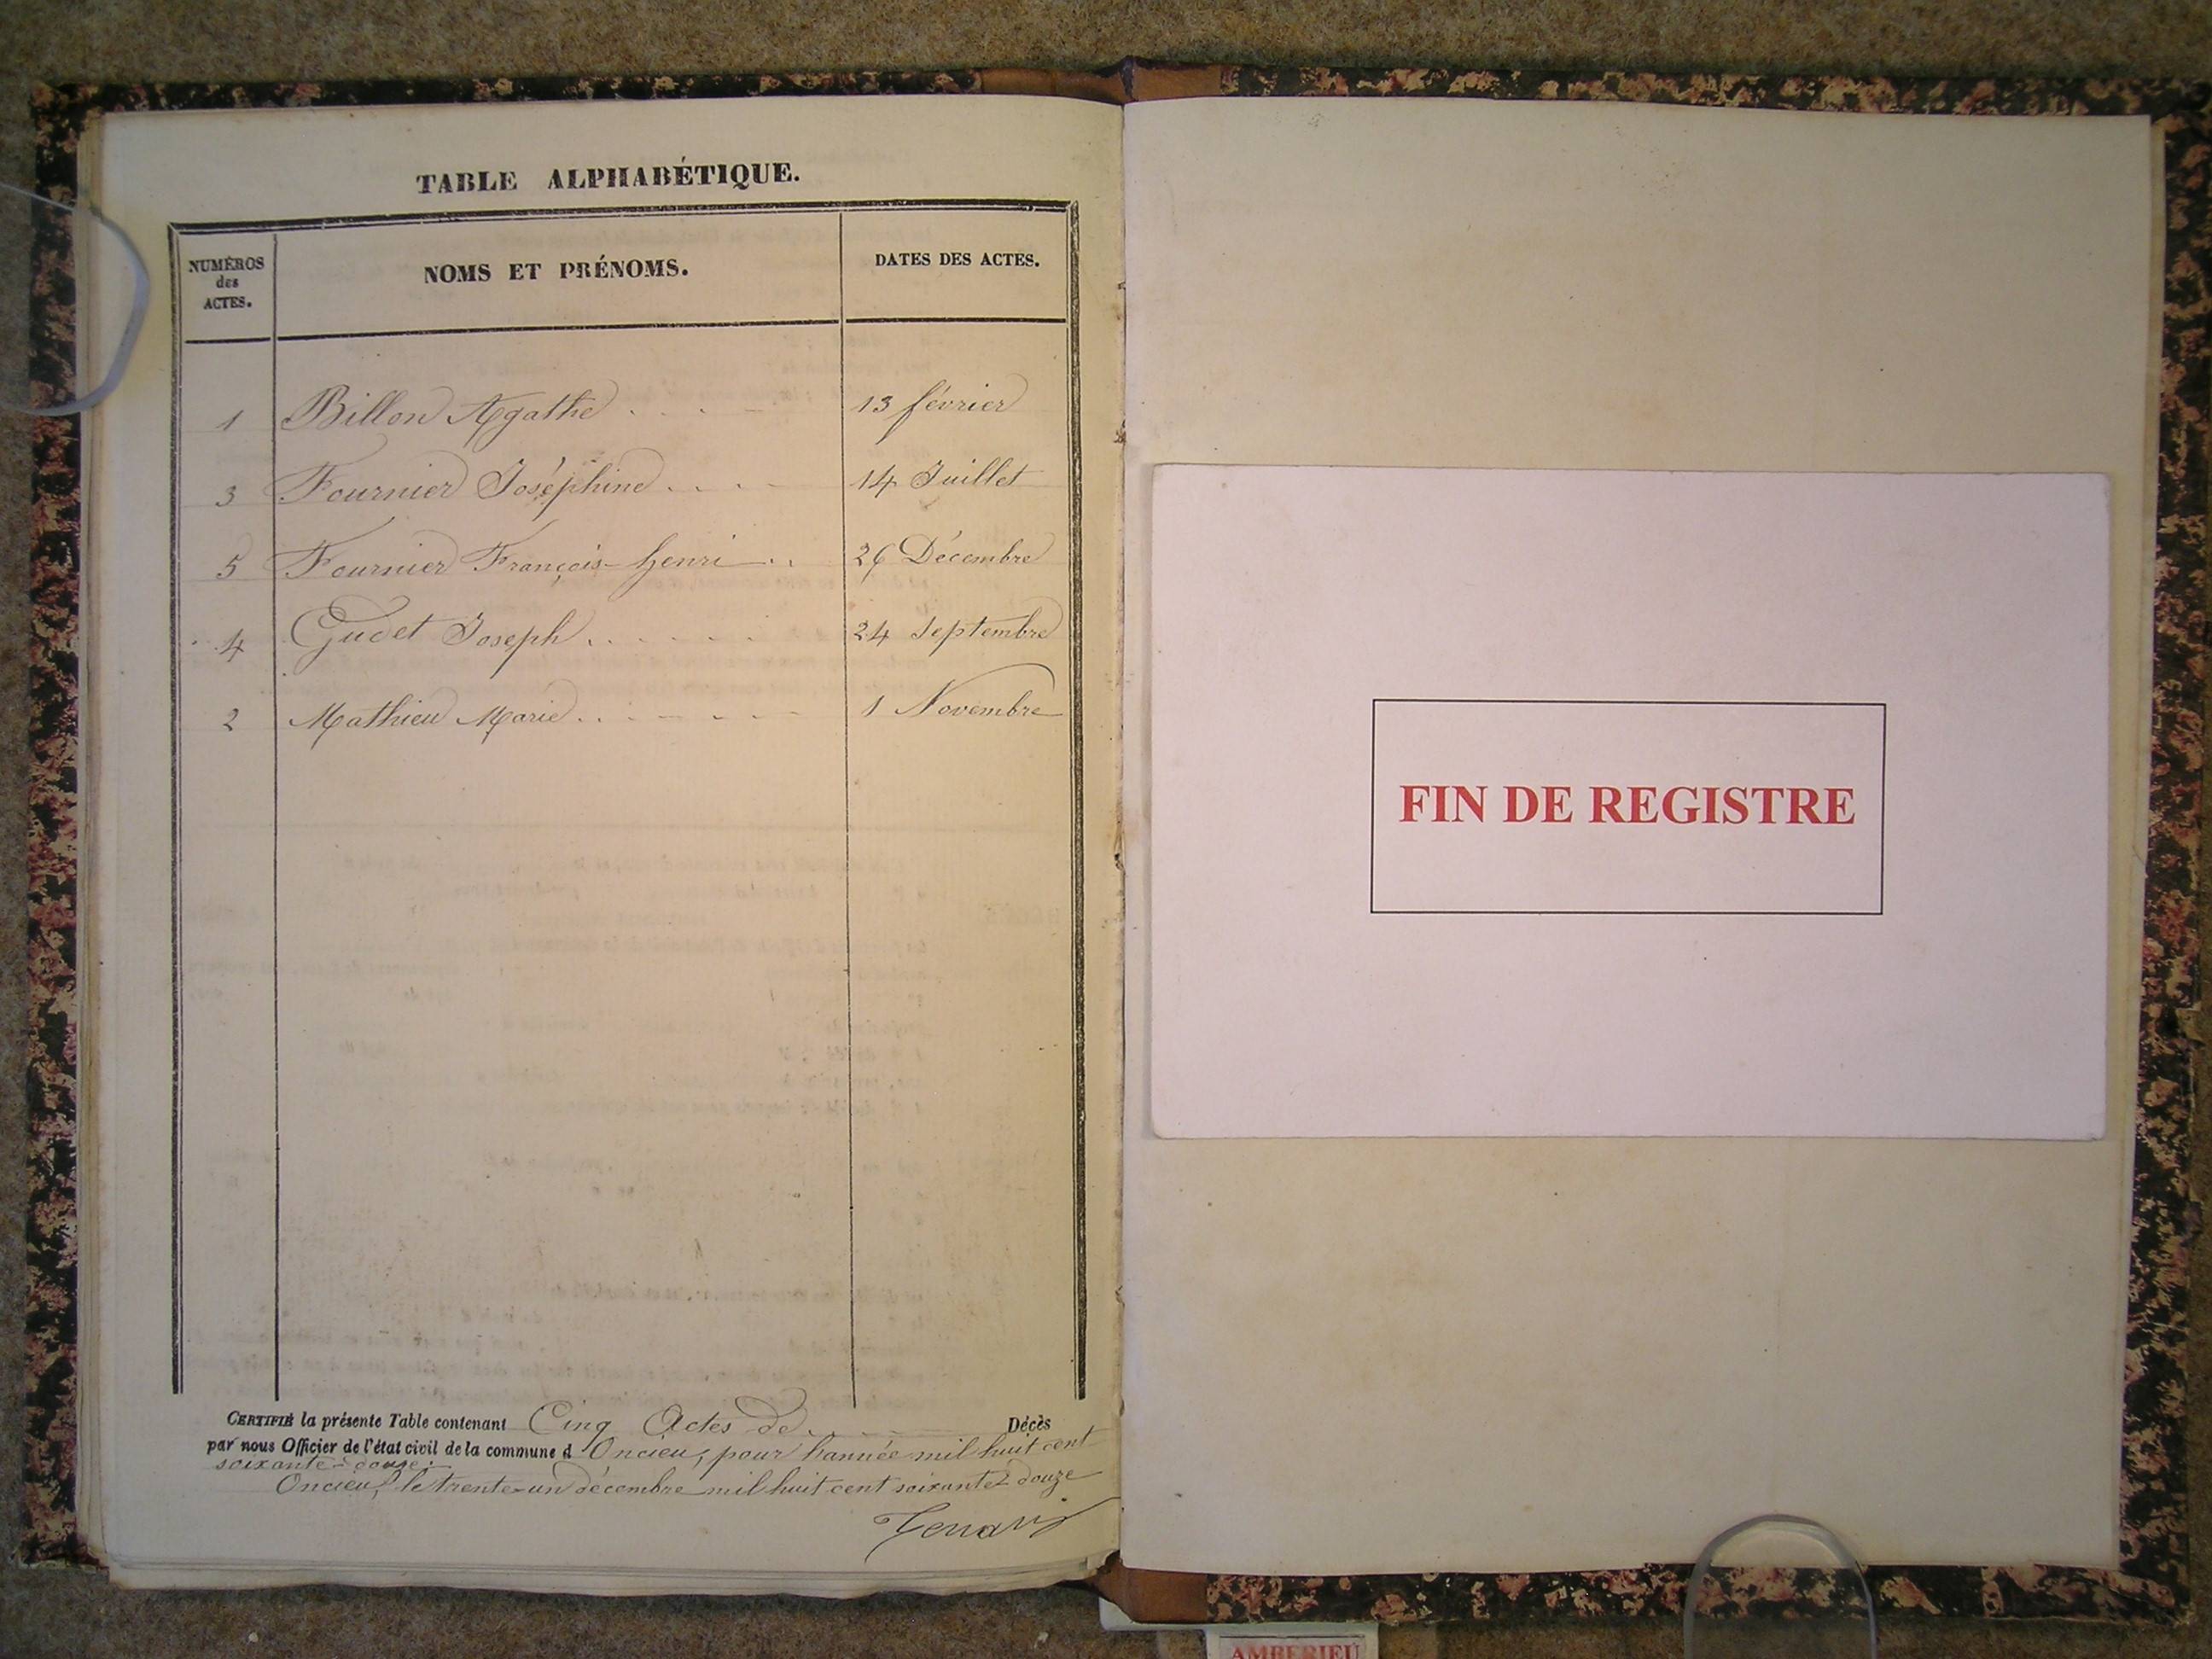 TABLE ALPHABÉTIQUE.
NUMÉROS des ACTES.
NOMS ET PRÉNOMS.
DATES DES ACTES.
1 Billon Agathe 13 février
3 Fournier Joséphine 14 Juillet
5 Fournier François-henri 26 Décembre
4 Gudet Joseph 24 Septembre
2 Mathieu Marie 1 Novembre
CERTIFIÉ la présente Table contenant Cinq Actes de Décès
par nous Officier de l'état civil de la commune d Oncieu, pour l'année mil huit cent
soixante-douze.
Oncieu, le trente-un décembre mil huit cent soixante douze
FIN DE REGISTRE
AMBERIEU